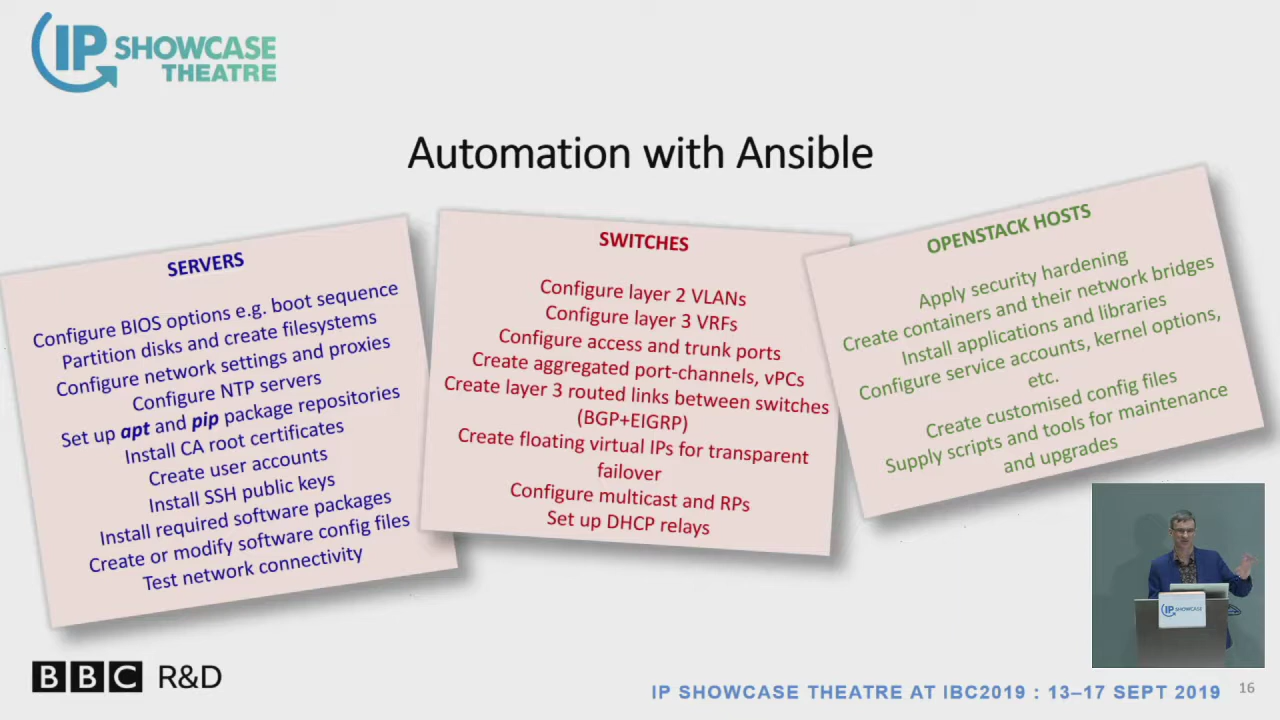 IP SHOWCASE
THEATRE
Automation with Ansible
SERVERS
Configure BIOS options e.g. boot sequence
Partition disks and create filesystems
Configure network settings and proxies
Configure NTP servers
Set up apt and pip package repositories
Install CA root certificates
Create user accounts
Install SSH public keys
Install required software packages
Create or modify software config files
Test network connectivity
SWITCHES
Configure layer 2 VLANs
Configure layer 3 VRFs
Configure access and trunk ports
Create aggregated port-channels, vPCs
Create layer 3 routed links between switches
(BGP+EIGRP)
Create floating virtual IPs for transparent
failover
Configure multicast and RPs
Set up DHCP relays
OPENSTACK HOSTS
Apply security hardening
Create containers and their network bridges
Install applications and libraries
Configure service accounts, kernel options,
etc.
Create customised config files
Supply scripts and tools for maintenance
and upgrades
IP SHOWCASE
BBC R&D
IP SHOWCASE THEATRE AT IBC2019 : 13–17 SEPT 2019
16